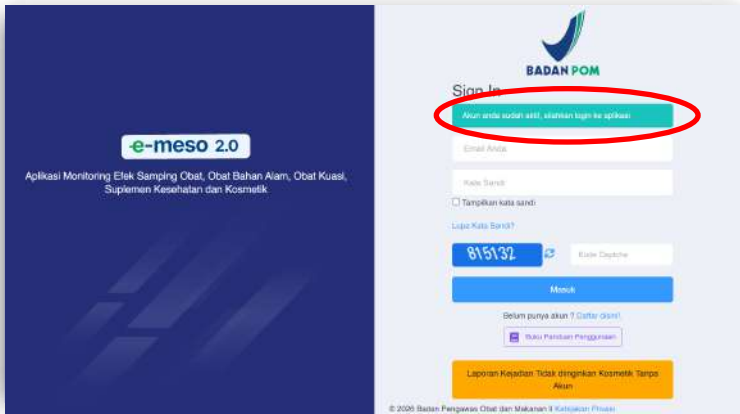 e-meso 2.0
Aplikasi Monitoring Efek Samping Obat, Obat Bahan Alam, Obat Kuasi,
Suplemen Kesehatan dan Kosmetik
BADAN POM
Sign In
Akun anda sudah aktif, silahkan login ke aplikasi
Email Anda
Kata Sandi
Tampilkan kata sandi
Lupa Kata Sandi?
815132
Kode Captcha
Masuk
Belum punya akun ? Daftar disini!
Buku Panduan Penggunaan
Laporan Kejadian Tidak diinginkan Kosmetik Tanpa
Akun
© 2026 Badan Pengawas Obat dan Makanan || Kebijakan Privasi